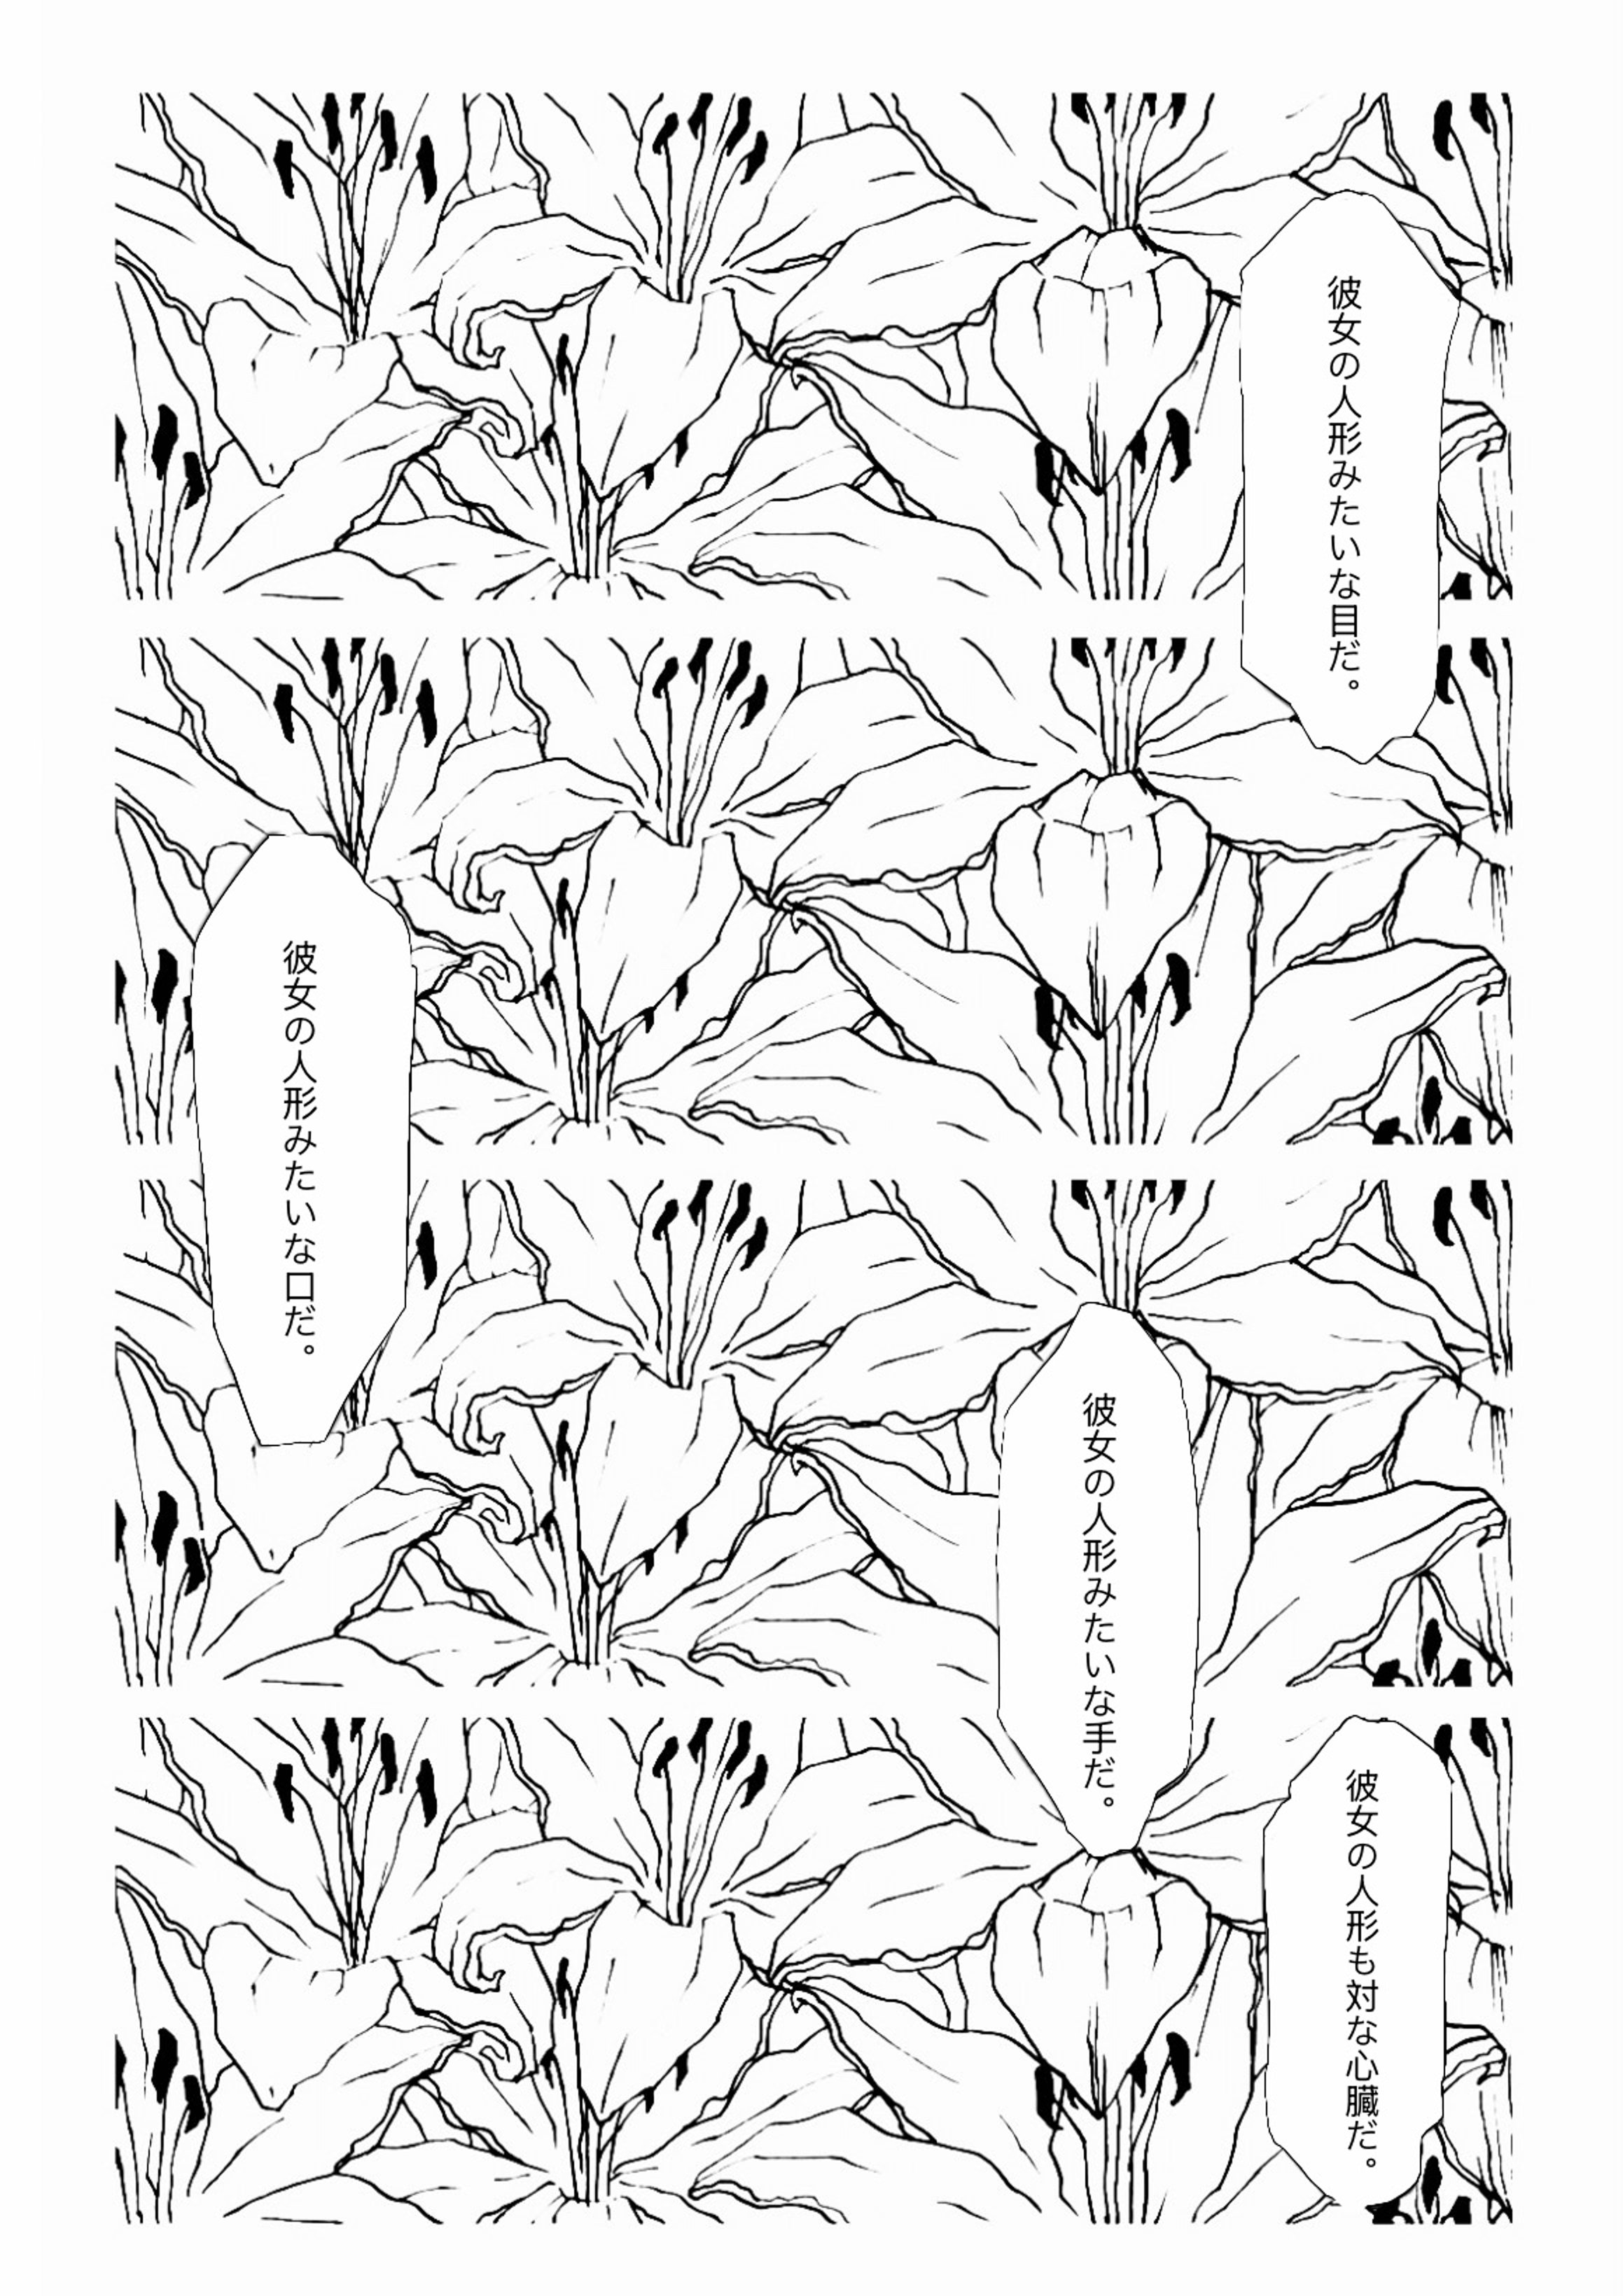 彼女の人形みたいな目だ。
彼女の人形みたいな口だ。
彼女の人形みたいな手だ。
彼女の人形も対な心臓だ。